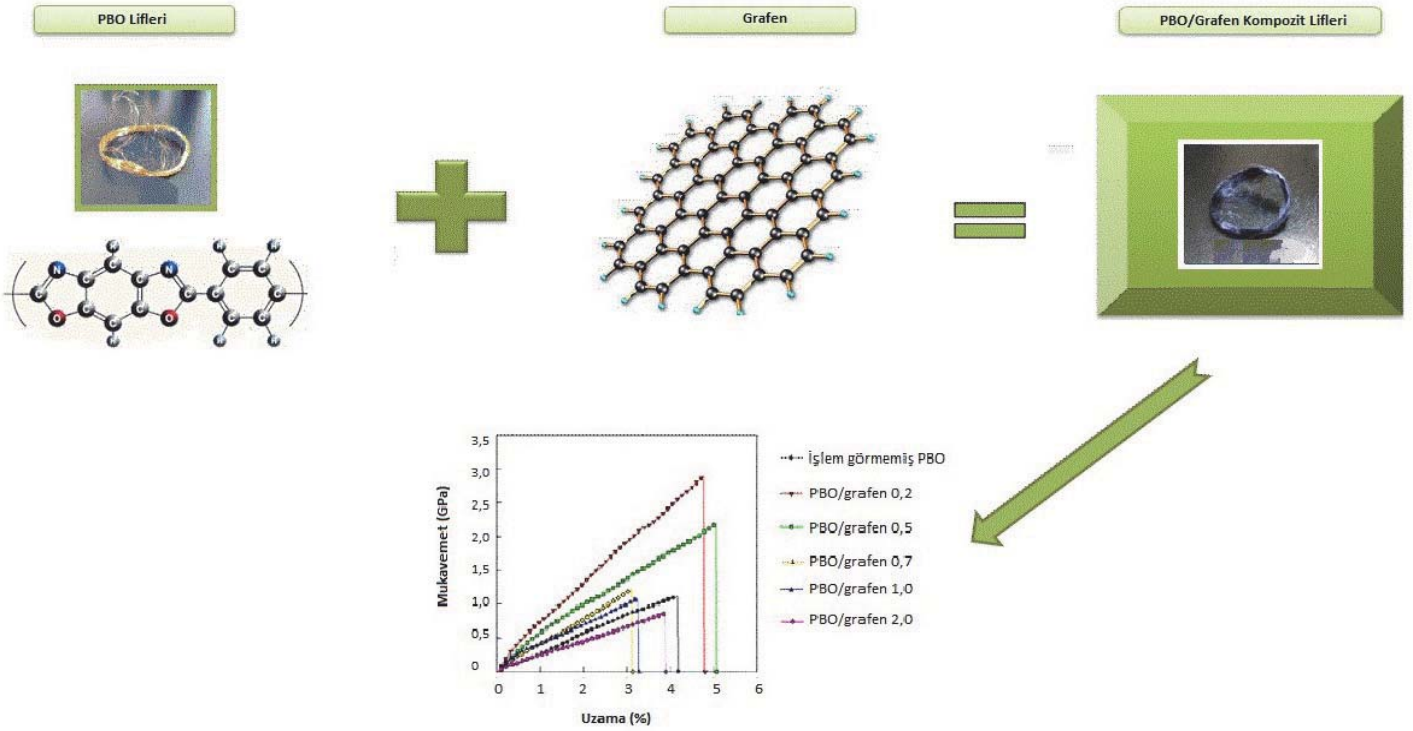 PBO Lifleri
Grafen
PBO/Grafen Kompozit Lifleri
H
H
H
N
C
N
C
C
C
C
C
C
C
C
C
C
O
C
O
C
C
H
H
H
3,5
3,0
2,5
2,0
1,5
1,0
0,5
0
Mukavemet (GPa)
0 1 2 3 4 5 6
Uzama (%)
İşlem görmemiş PBO
PBO/grafen 0,2
PBO/grafen 0,5
PBO/grafen 0,7
PBO/grafen 1,0
PBO/grafen 2,0